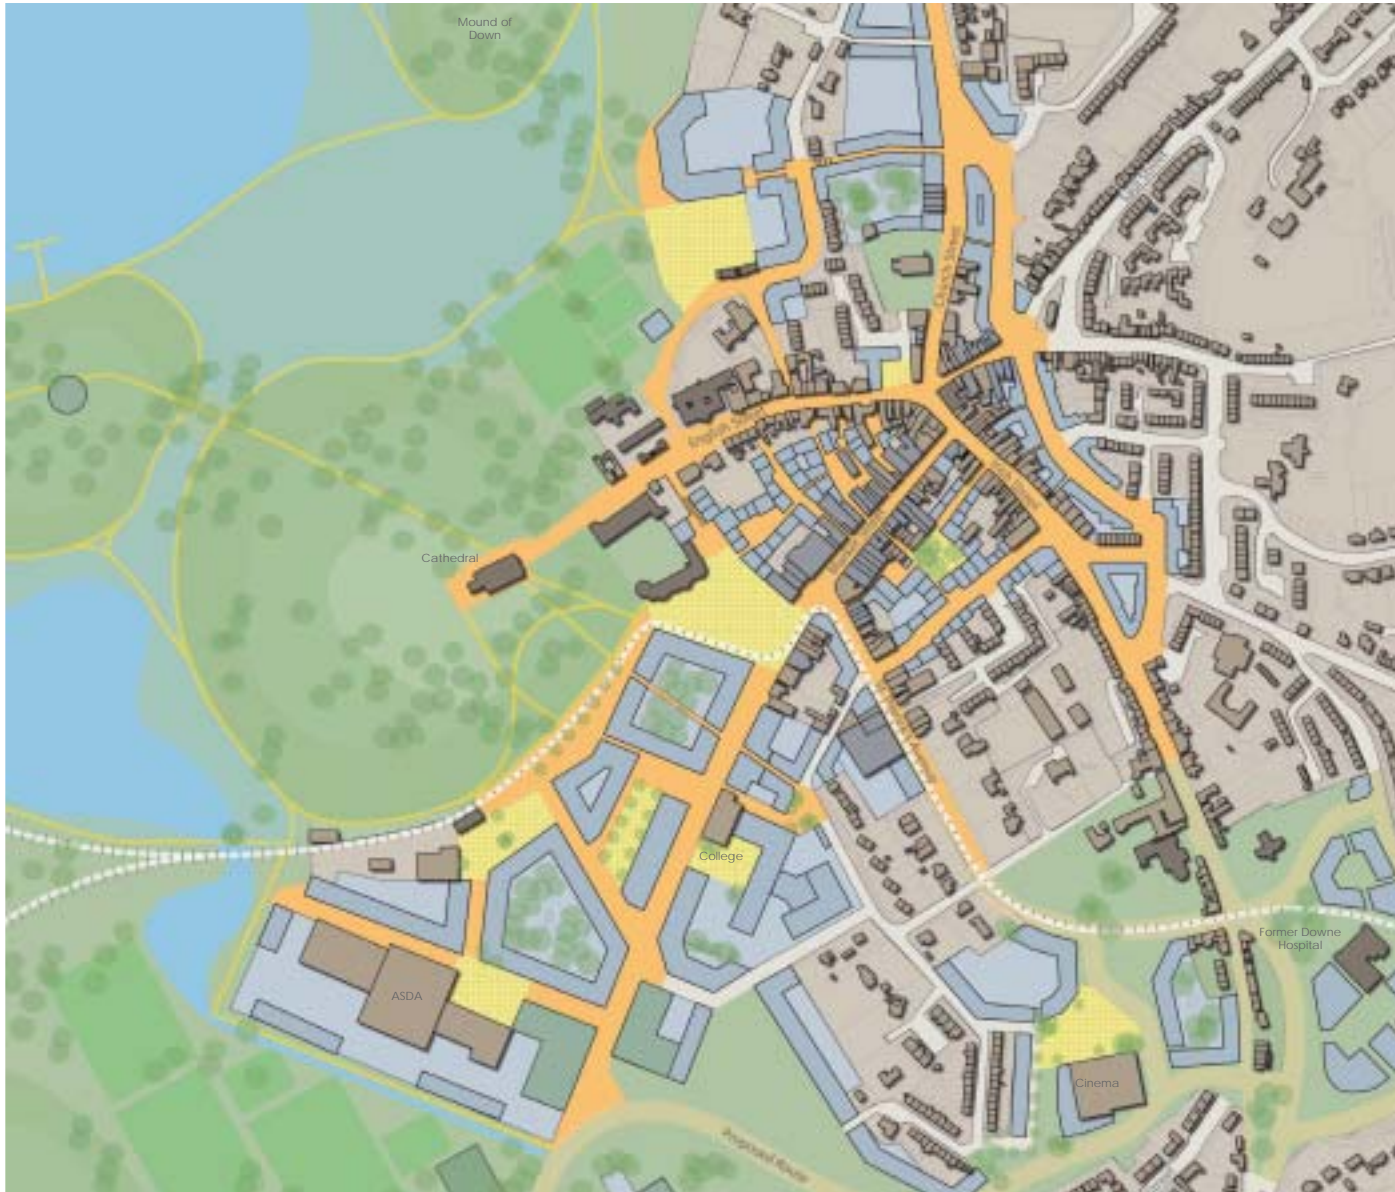 Mound of
Down
Church Street
English Street
Cathedral
College
Former Downe
Hospital
ASDA
Cinema
Proposed Route